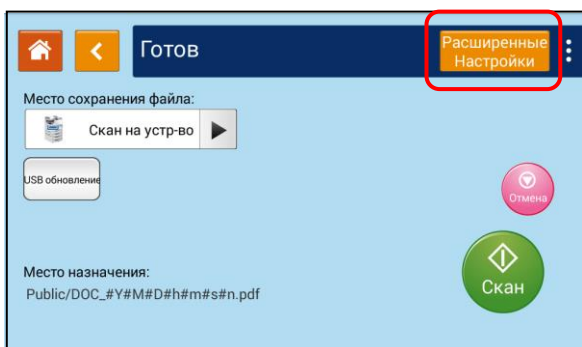 Готов
Расширенные
Настройки
Место сохранения файла:
Скан на устр-во
USB обновление
Отмена
Место назначения:
Public/DOC_#Y#M#D#h#m#s#n.pdf
Скан